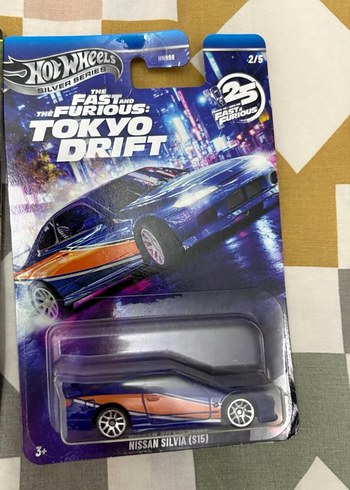 HOT WHEELS
SILVER SERIES
2/5
THE
FAST AND
THE FURIOUS:
TOKYO
DRIFT
25
FAST &
FURIOUS
NISSAN SILVIA (S15)
3+